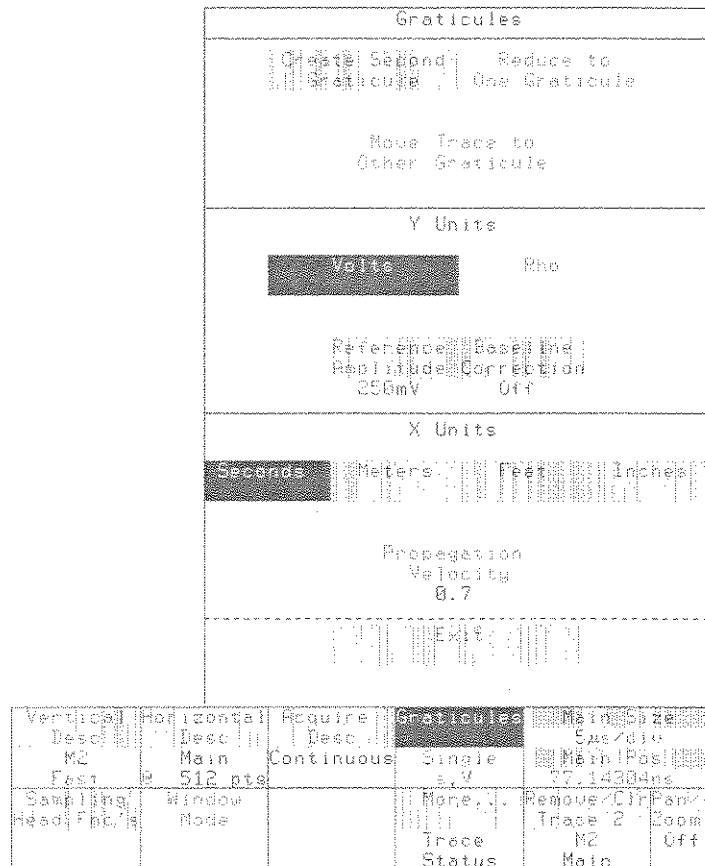 Graticules
Create Second Reduce to
Graticule One Graticule
Move Trace to
Other Graticule
Y Units
Volts Rho
Reference Baseline
Amplitude Correction
250mV Off
X Units
Seconds Meters Feet Inches
Propagation
Velocity
0.7
Exit
Vertical Horizontal Acquire Graticules Main Size
Desc Desc Desc 5µs/div
M2 Main Continuous Single Main Pos
Fast @ 512 pts s,V 77.14304ns
Sampling Window More... Remove/Clr Pan/
Head Fnc's Mode Trace 2 Zoom
Trace M2 Off
Status Main